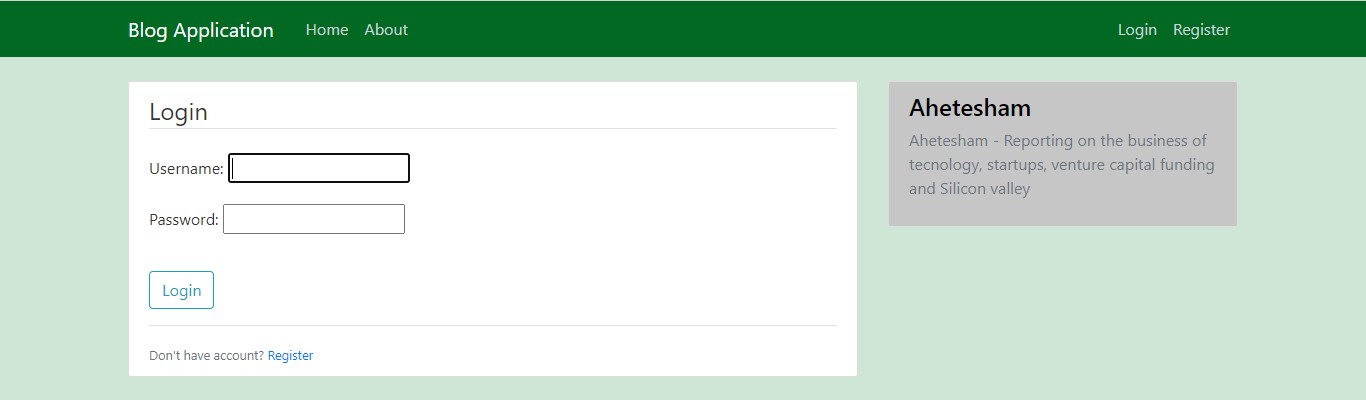 Blog Application Home About Login Register
Login
Username:
Password:
Login
Don't have account? Register
Ahetesham
Ahetesham - Reporting on the business of
tecnology, startups, venture capital funding
and Silicon valley